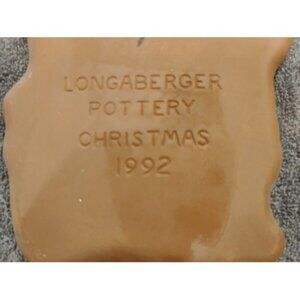 LONGABERGER
POTTERY
CHRISTMAS
1992